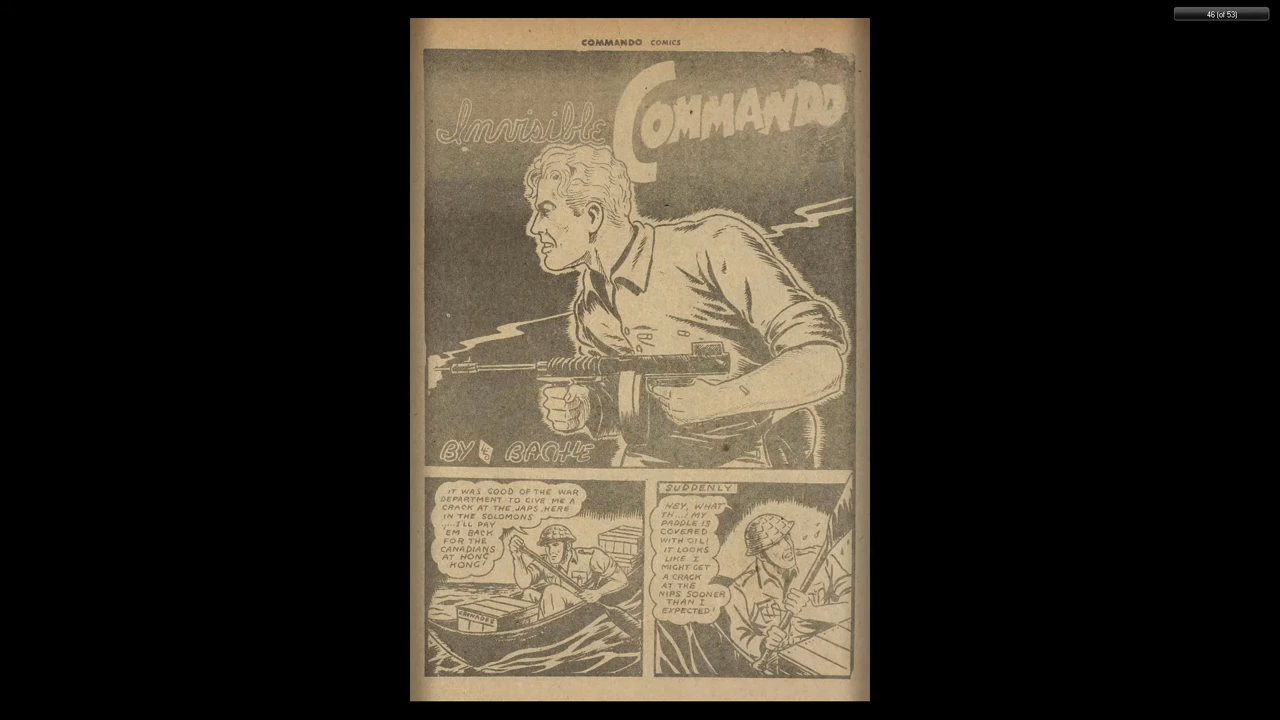 46 (of 53)
COMMANDO COMICS
Invisible COMMANDO
BY LES BACHE
IT WAS GOOD OF THE WAR
DEPARTMENT TO GIVE ME A
CRACK AT THE JAPS HERE
IN THE SOLOMONS
...I'LL PAY
'EM BACK
FOR THE
CANADIANS
AT HONG
KONG!
GRENADES
SUDDENLY
HEY, WHAT
TH...! MY
PADDLE IS
COVERED
WITH OIL!
IT LOOKS
LIKE I
MIGHT GET
A CRACK
AT THE
NIPS SOONER
THAN I
EXPECTED!